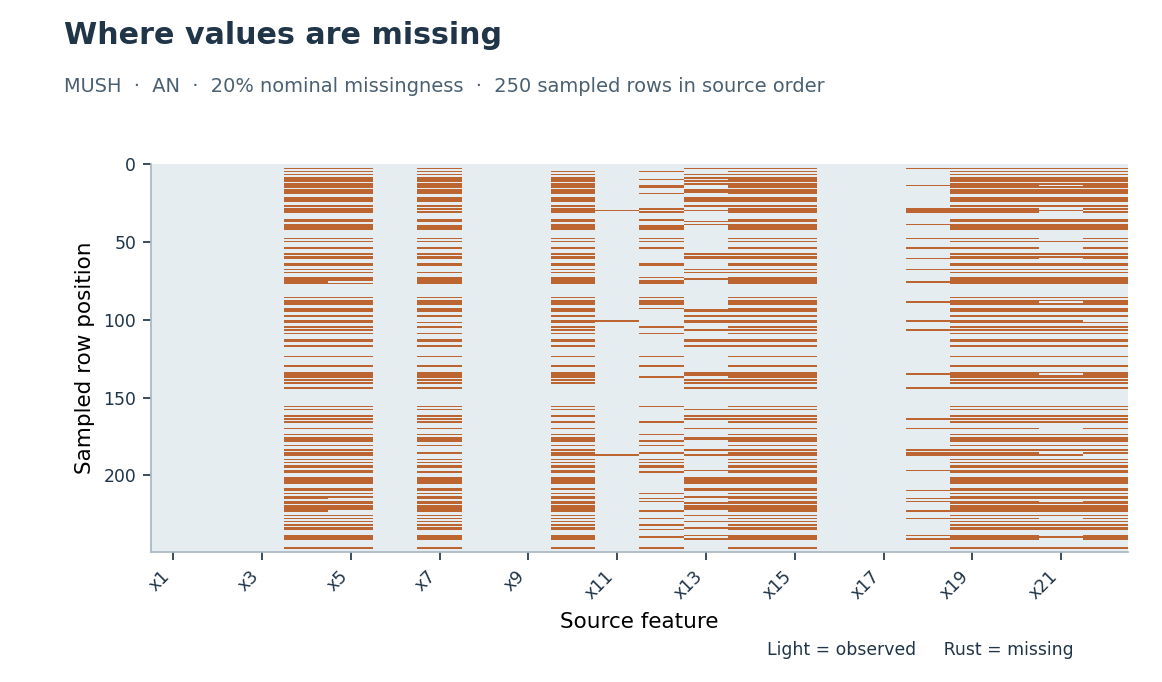 Where values are missing
MUSH · AN · 20% nominal missingness · 250 sampled rows in source order
0
50
100
150
200
Sampled row position
x1 x3 x5 x7 x9 x11 x13 x15 x17 x19 x21
Source feature
Light = observed Rust = missing